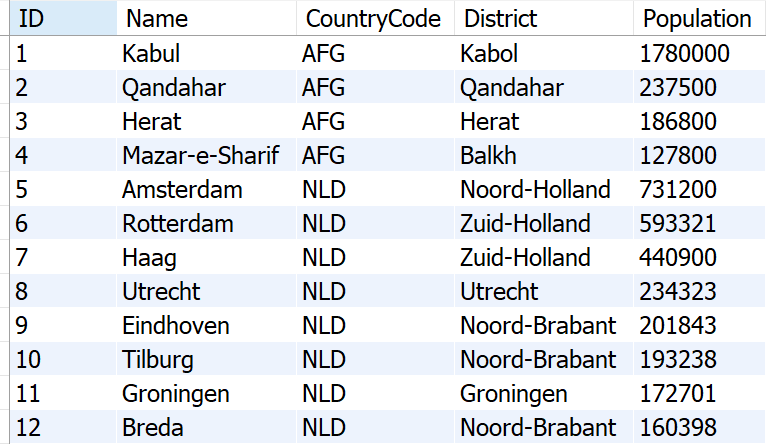 ID Name CountryCode District Population
1 Kabul AFG Kabol 1780000
2 Qandahar AFG Qandahar 237500
3 Herat AFG Herat 186800
4 Mazar-e-Sharif AFG Balkh 127800
5 Amsterdam NLD Noord-Holland 731200
6 Rotterdam NLD Zuid-Holland 593321
7 Haag NLD Zuid-Holland 440900
8 Utrecht NLD Utrecht 234323
9 Eindhoven NLD Noord-Brabant 201843
10 Tilburg NLD Noord-Brabant 193238
11 Groningen NLD Groningen 172701
12 Breda NLD Noord-Brabant 160398